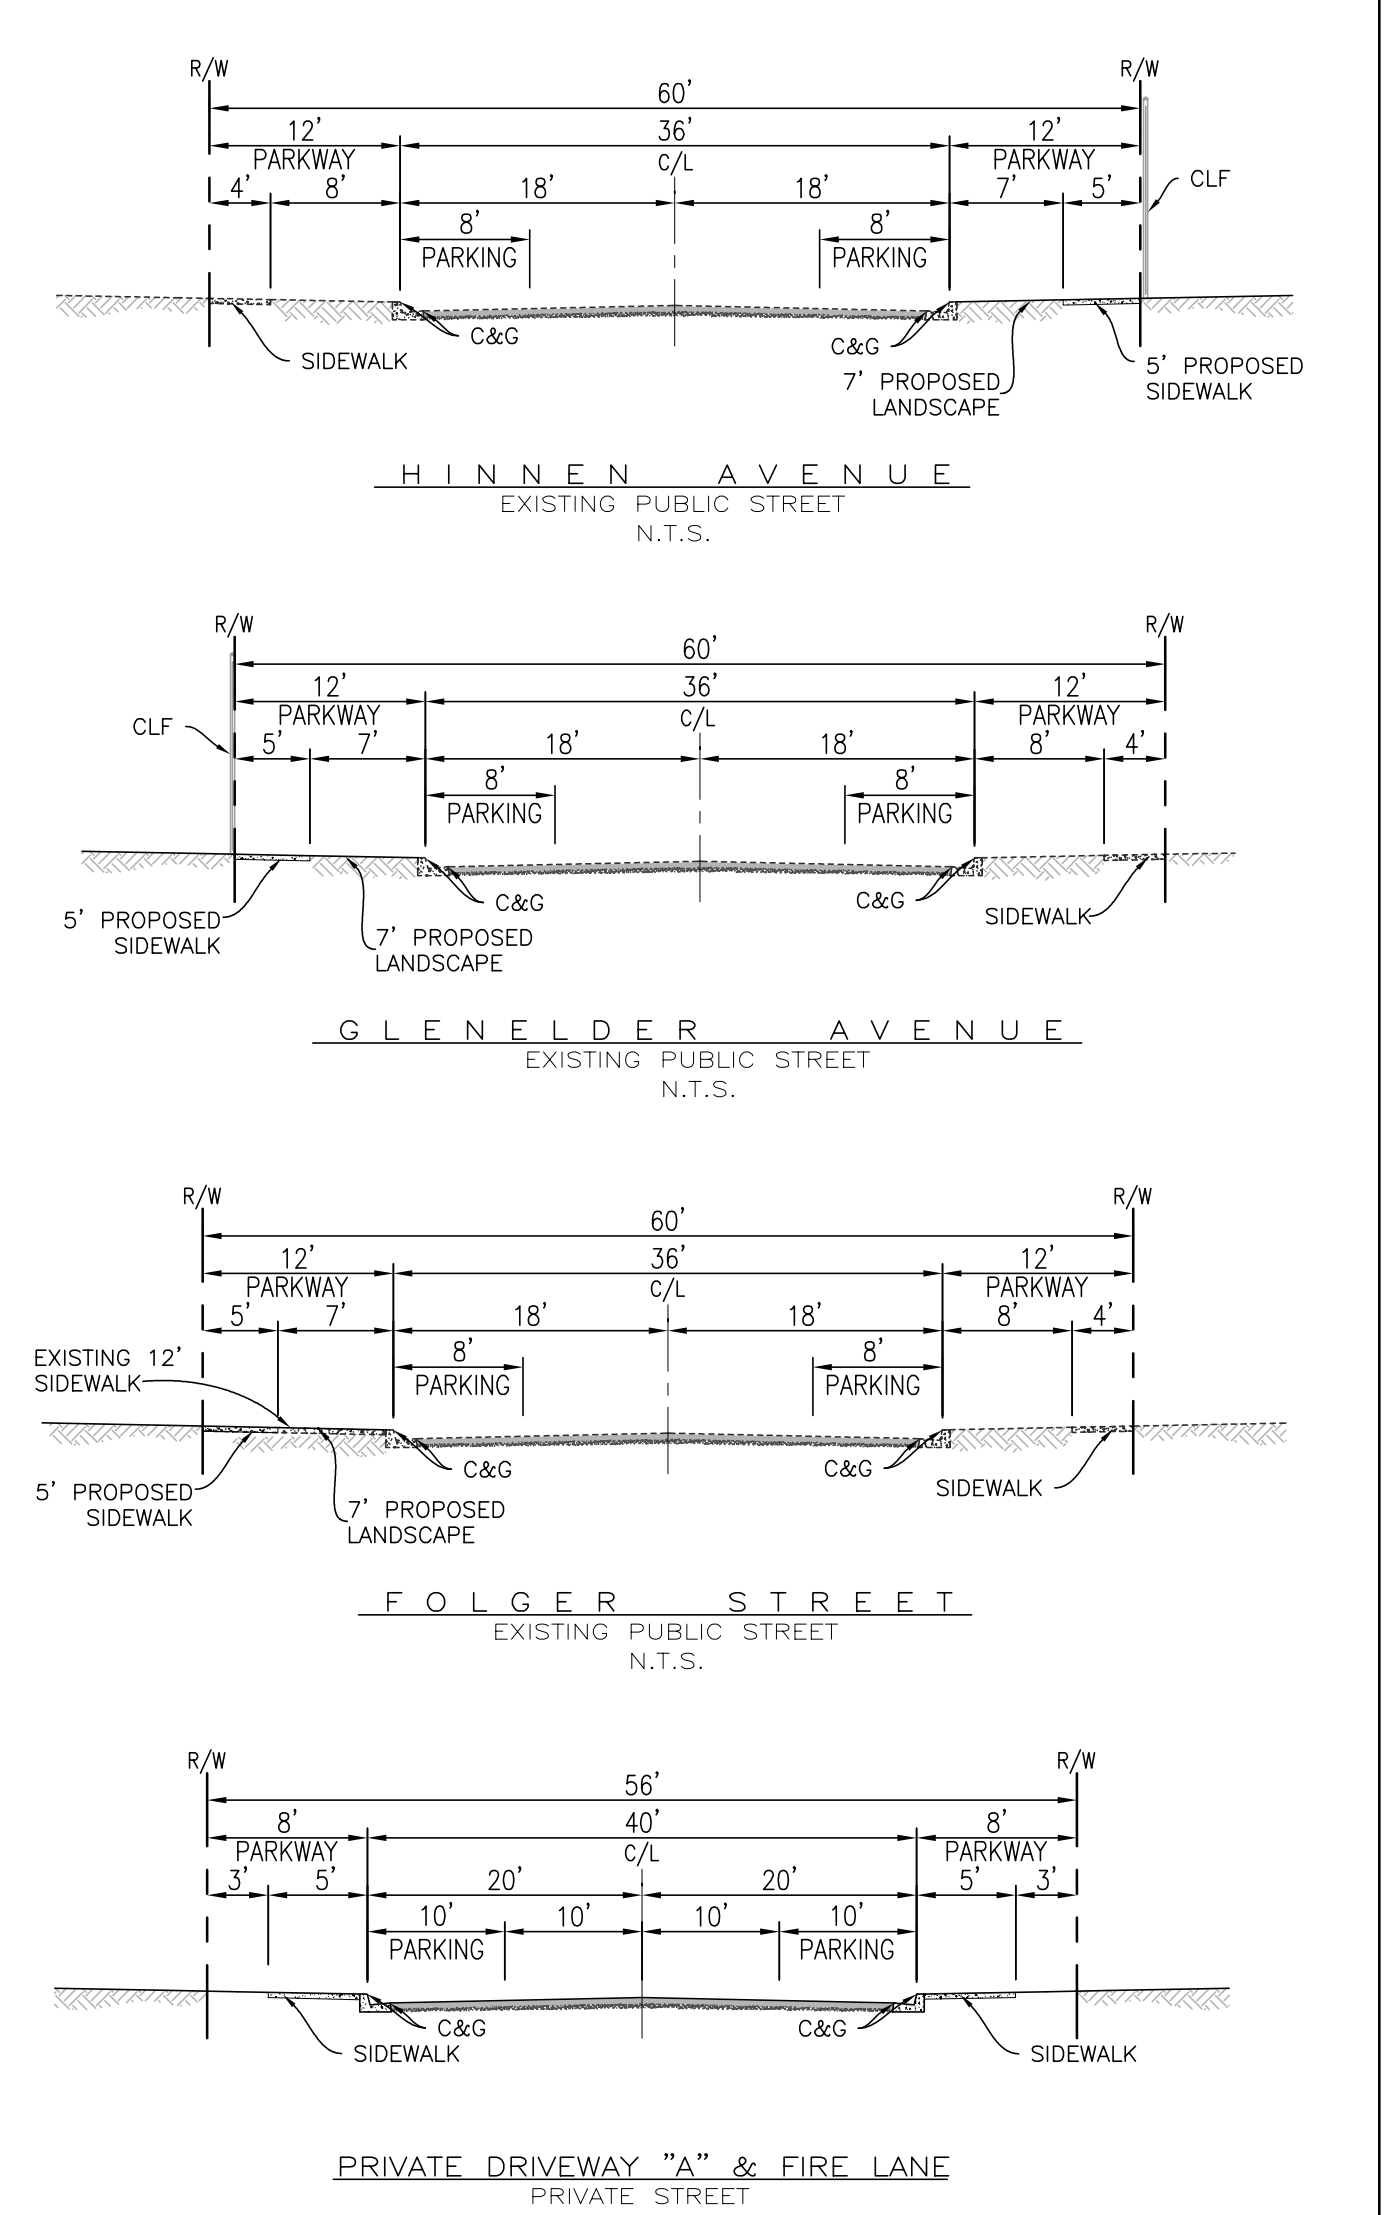 R/W R/W
60'
12' 36' 12'
PARKWAY C/L PARKWAY
4' 8' 18' 18' 7' 5' CLF
8' 8'
PARKING PARKING
C&G C&G
SIDEWALK 7' PROPOSED 5' PROPOSED
LANDSCAPE SIDEWALK
HINNEN AVENUE
EXISTING PUBLIC STREET
N.T.S.
R/W R/W
60'
12' 36' 12'
PARKWAY C/L PARKWAY
CLF 5' 7' 18' 18' 8' 4'
8' 8'
PARKING PARKING
C&G C&G
5' PROPOSED SIDEWALK
SIDEWALK 7' PROPOSED
LANDSCAPE
GLENELDER AVENUE
EXISTING PUBLIC STREET
N.T.S.
R/W R/W
60'
12' 36' 12'
PARKWAY C/L PARKWAY
5' 7' 18' 18' 8' 4'
EXISTING 12' 8' 8'
SIDEWALK PARKING PARKING
C&G C&G
5' PROPOSED SIDEWALK
SIDEWALK 7' PROPOSED
LANDSCAPE
FOLGER STREET
EXISTING PUBLIC STREET
N.T.S.
R/W R/W
56'
8' 40' 8'
PARKWAY C/L PARKWAY
3' 5' 20' 20' 5' 3'
10' 10' 10' 10'
PARKING PARKING
C&G C&G
SIDEWALK SIDEWALK
PRIVATE DRIVEWAY "A" & FIRE LANE
PRIVATE STREET